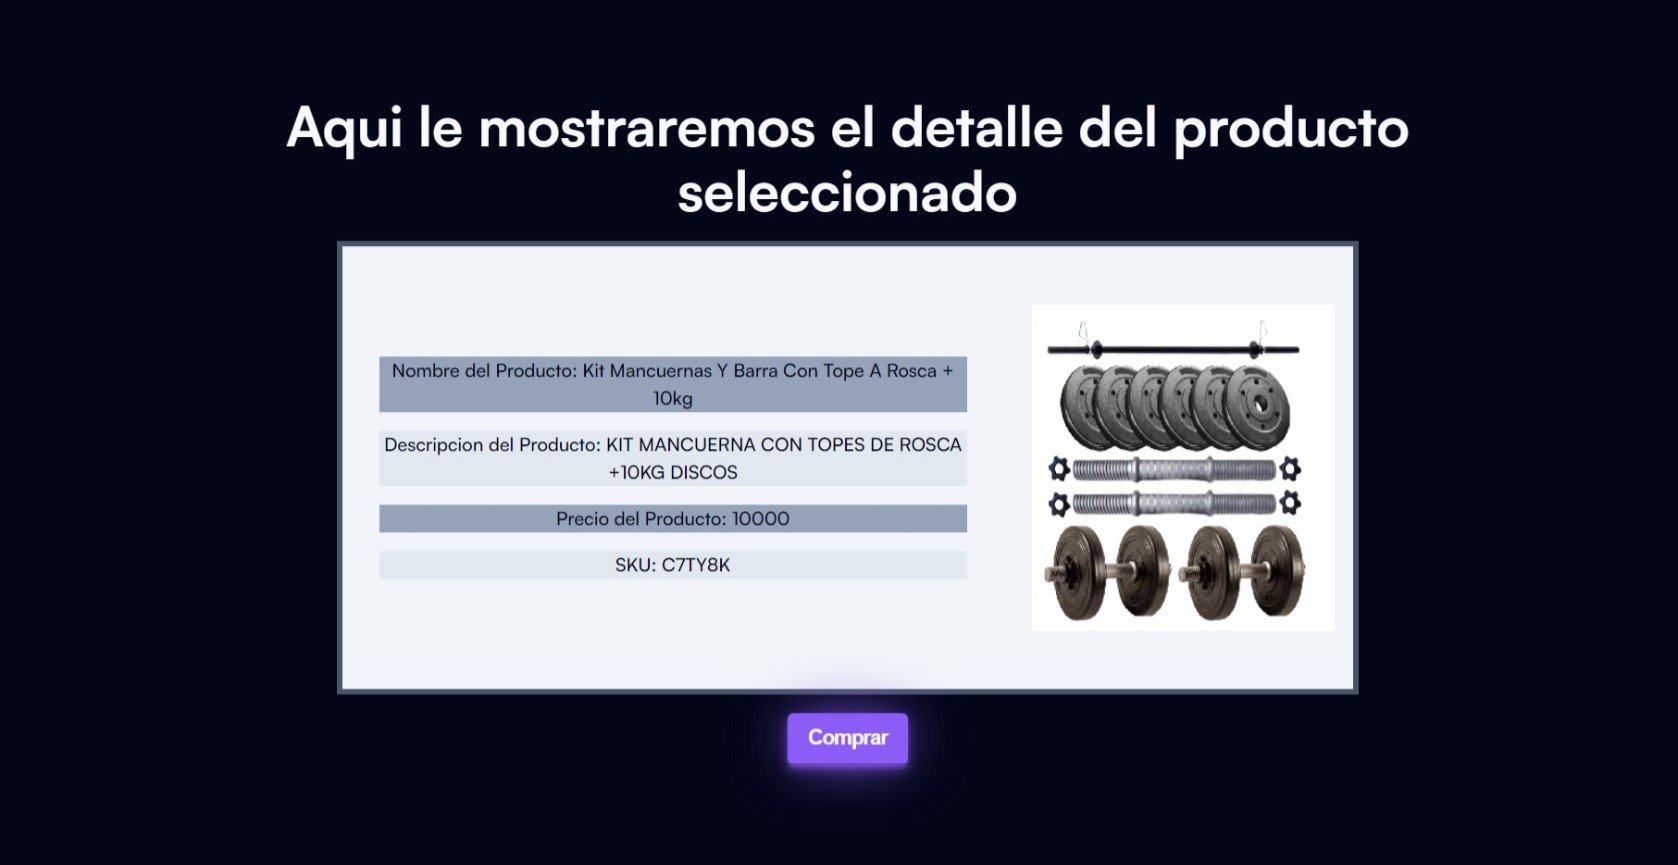 Aqui le mostraremos el detalle del producto
seleccionado
Nombre del Producto: Kit Mancuernas Y Barra Con Tope A Rosca +
10kg
Descripcion del Producto: KIT MANCUERNA CON TOPES DE ROSCA
+10KG DISCOS
Precio del Producto: 10000
SKU: C7TY8K
Comprar